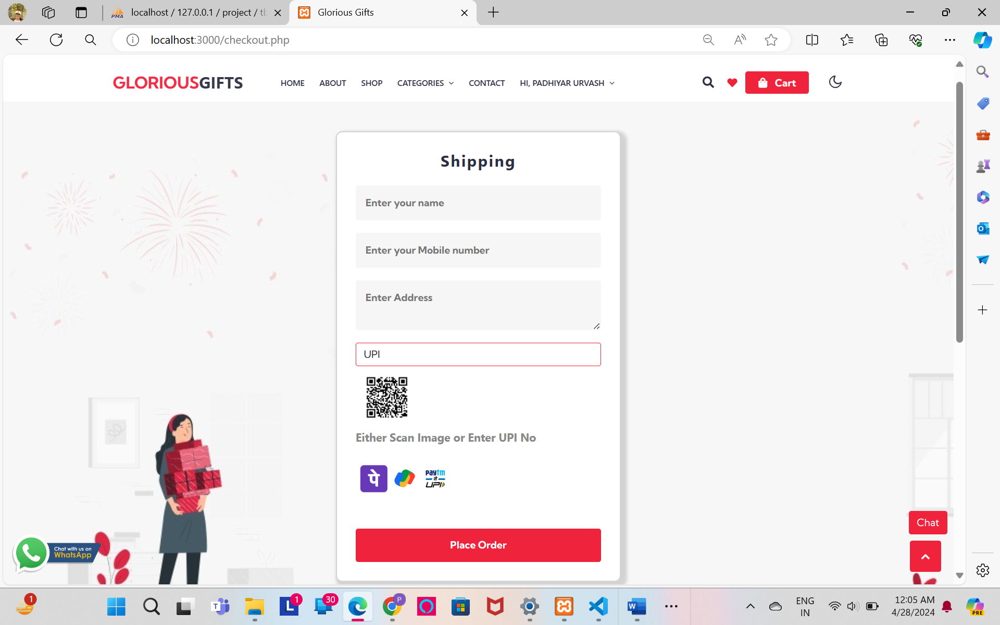 localhost / 127.0.0.1 / project / tb
Glorious Gifts
localhost:3000/checkout.php
GLORIOUSGIFTS
HOME
ABOUT
SHOP
CATEGORIES
CONTACT
HI, PADHIYAR URVASH
Cart
Shipping
Enter your name
Enter your Mobile number
Enter Address
UPI
Either Scan Image or Enter UPI No
पे
paytm
से
UPI
Place Order
Chat
Chat with us on
WhatsApp
1
1
30
P
ENG
IN
12:05 AM
4/28/2024
PRE